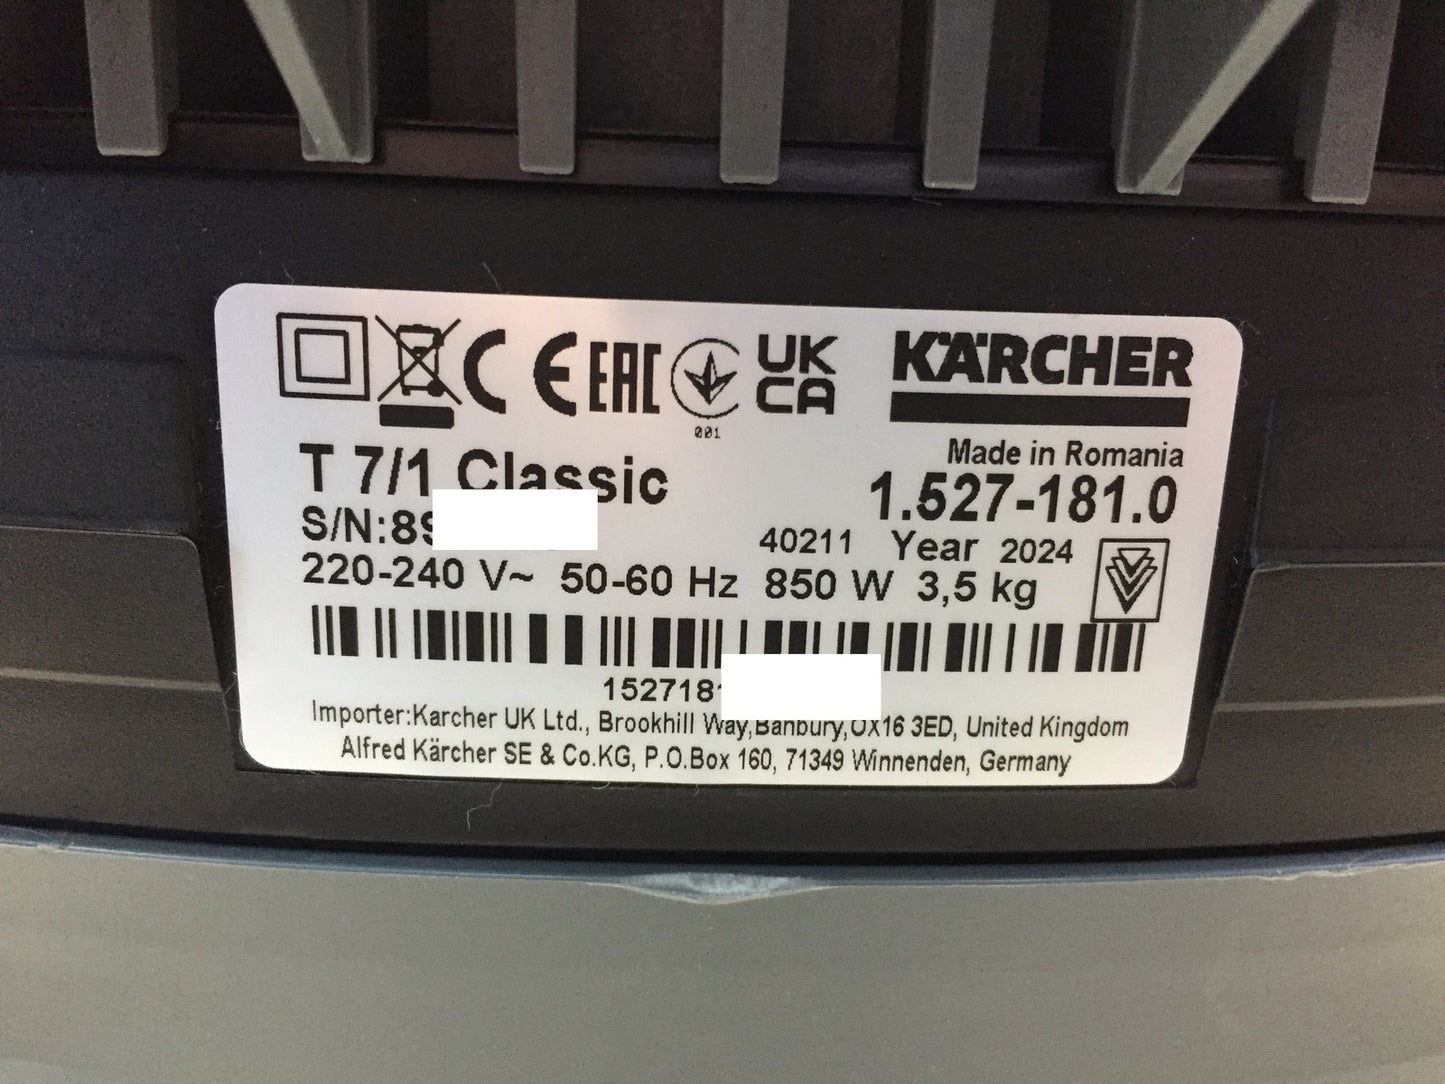 CE EAC UK
CA
KÄRCHER
001
Made in Romania
T 7/1 Classic
1.527-181.0
S/N:89
40211 Year 2024
220-240 V~ 50-60 Hz 850 W 3,5 kg
152718
Importer:Karcher UK Ltd., Brookhill Way,Banbury,OX16 3ED, United Kingdom
Alfred Kärcher SE & Co.KG, P.O.Box 160, 71349 Winnenden, Germany